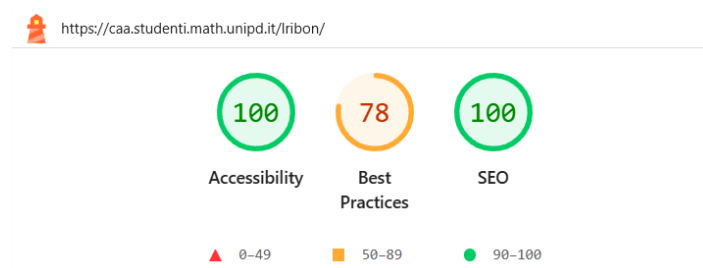 https://caa.studenti.math.unipd.it/lribon/
100 78 100
Accessibility Best Practices SEO
0–49 50–89 90–100